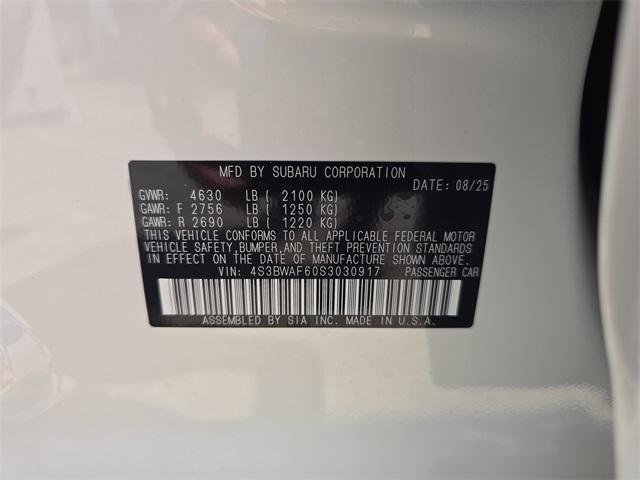 MFD BY SUBARU CORPORATION
DATE: 08/25
GVWR: 4630 LB ( 2100 KG)
GAWR: F 2756 LB ( 1250 KG)
GAWR: R 2690 LB ( 1220 KG)
THIS VEHICLE CONFORMS TO ALL APPLICABLE FEDERAL MOTOR
VEHICLE SAFETY, BUMPER, AND THEFT PREVENTION STANDARDS
IN EFFECT ON THE DATE OF MANUFACTURE SHOWN ABOVE.
VIN: 4S3BWAF60S3030917 PASSENGER CAR
ASSEMBLED BY SIA INC. MADE IN U.S.A.